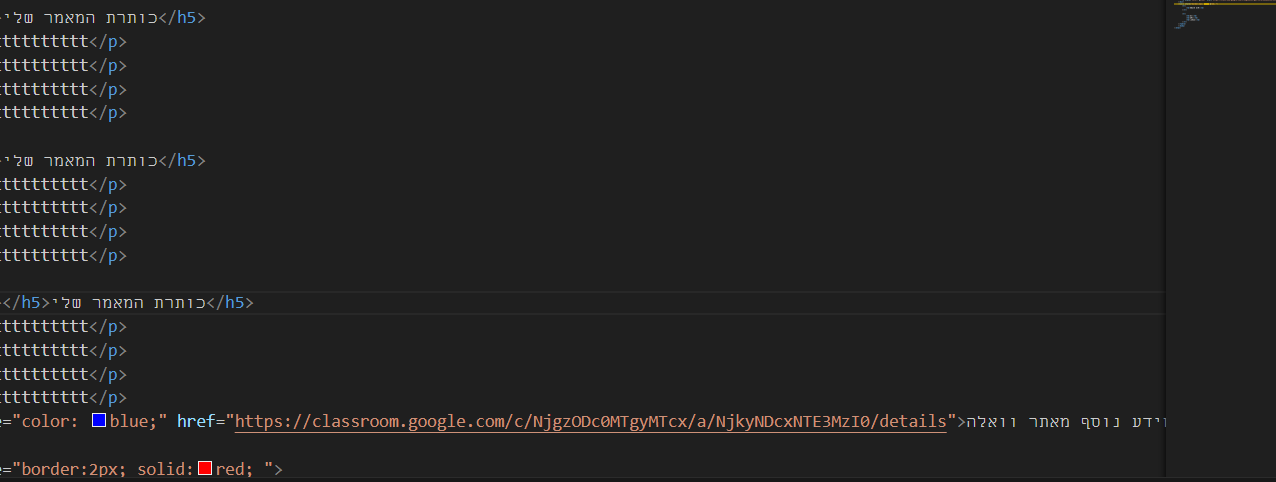 >כותרת המאמר שלי</h5>
tttttttttt</p>
tttttttttt</p>
tttttttttt</p>
tttttttttt</p>
>כותרת המאמר שלי</h5>
tttttttttt</p>
tttttttttt</p>
tttttttttt</p>
tttttttttt</p>
></h5>כותרת המאמר שלי</h5>
tttttttttt</p>
tttttttttt</p>
tttttttttt</p>
tttttttttt</p>
e="color: blue;" href="https://classroom.google.com/c/NjgzODc0MTgyMTcx/a/NjkyNDcxNTE3MzI0/details">ידע נוסף מאתר וואלה
e="border:2px; solid:red; ">